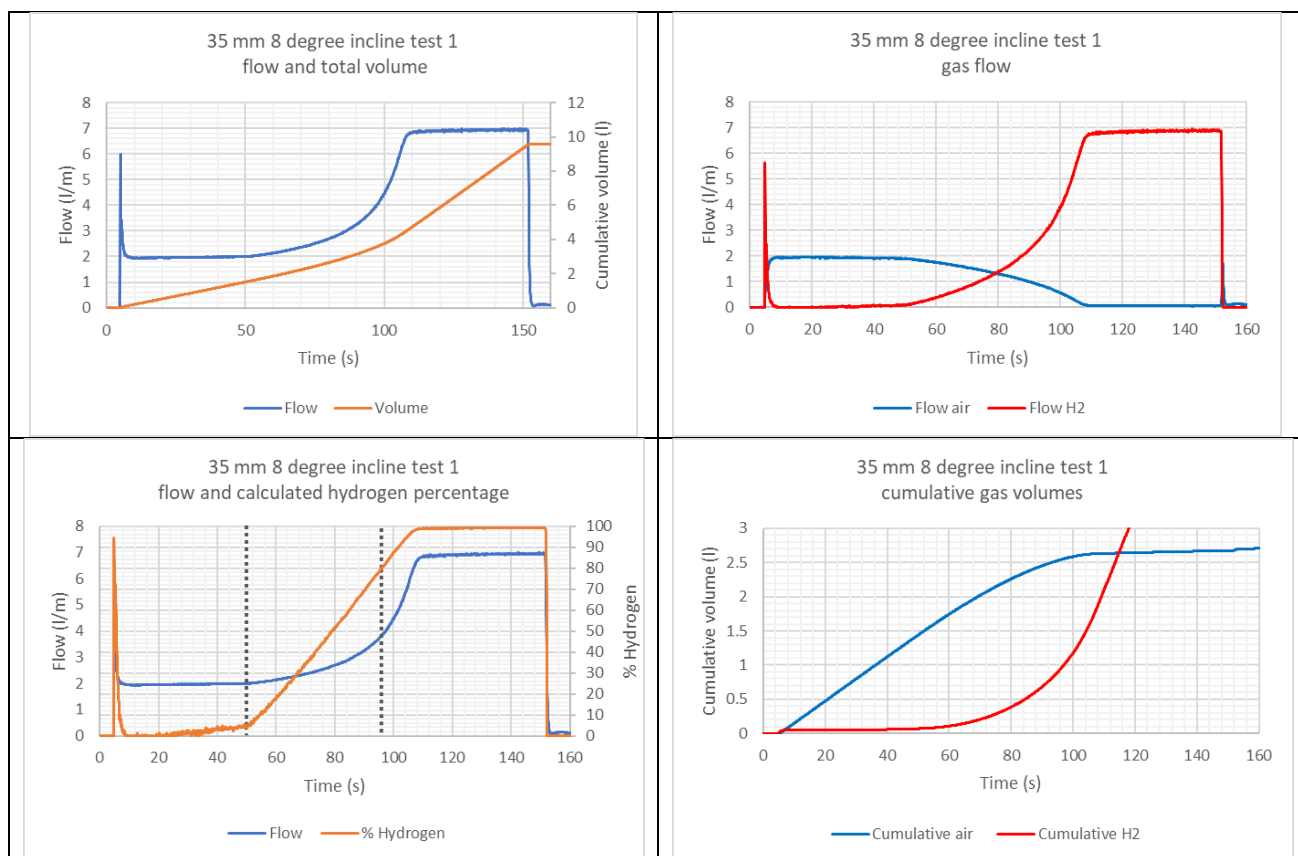 35 mm 8 degree incline test 1
flow and total volume
Flow (l/m)
8
7
6
5
4
3
2
1
0
12
10
8
6
4
2
0
Cumulative volume (l)
0 50 100 150
Time (s)
Flow Volume
35 mm 8 degree incline test 1
gas flow
Flow (l/m)
8
7
6
5
4
3
2
1
0
0 20 40 60 80 100 120 140 160
Time (s)
Flow air Flow H2
35 mm 8 degree incline test 1
flow and calculated hydrogen percentage
Flow (l/m)
8
7
6
5
4
3
2
1
0
100
90
80
70
60
50
40
30
20
10
0
% Hydrogen
0 20 40 60 80 100 120 140 160
Time (s)
Flow % Hydrogen
35 mm 8 degree incline test 1
cumulative gas volumes
Cumulative volume (l)
3
2.5
2
1.5
1
0.5
0
0 20 40 60 80 100 120 140 160
Time (s)
Cumulative air Cumulative H2